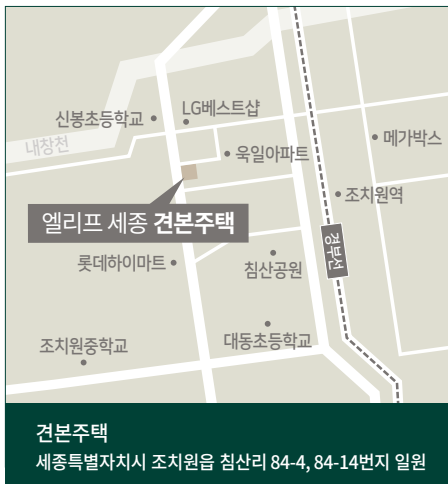 신봉초등학교
LG베스트샵
내창천
욱일아파트
메가박스
조치원역
엘리프 세종 견본주택
롯데하이마트
침산공원
경부선
대동초등학교
조치원중학교
견본주택
세종특별자치시 조치원읍 침산리 84-4, 84-14번지 일원